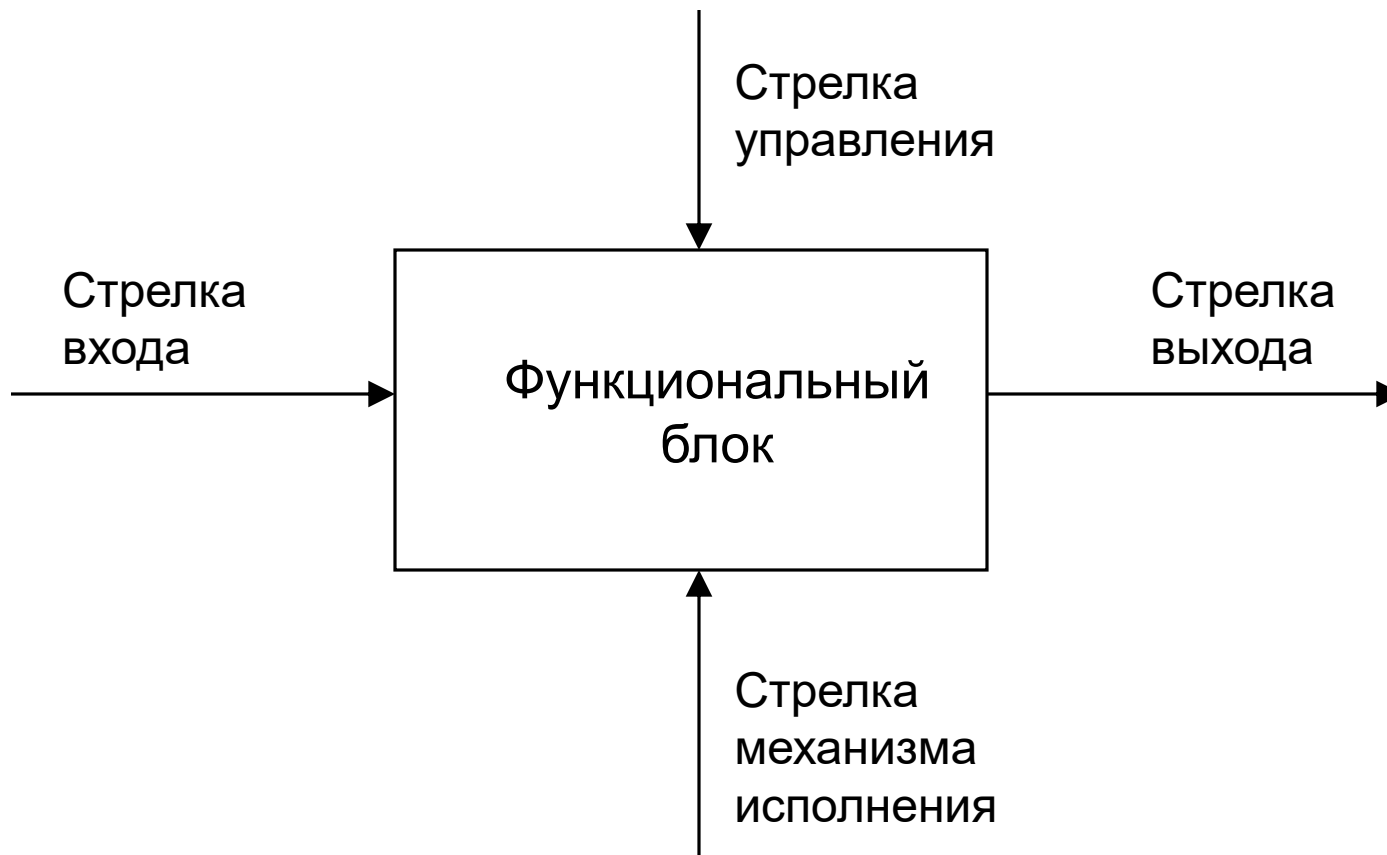 Стрелка
управления
Стрелка
входа
Стрелка
выхода
Функциональный
блок
Стрелка
механизма
исполнения